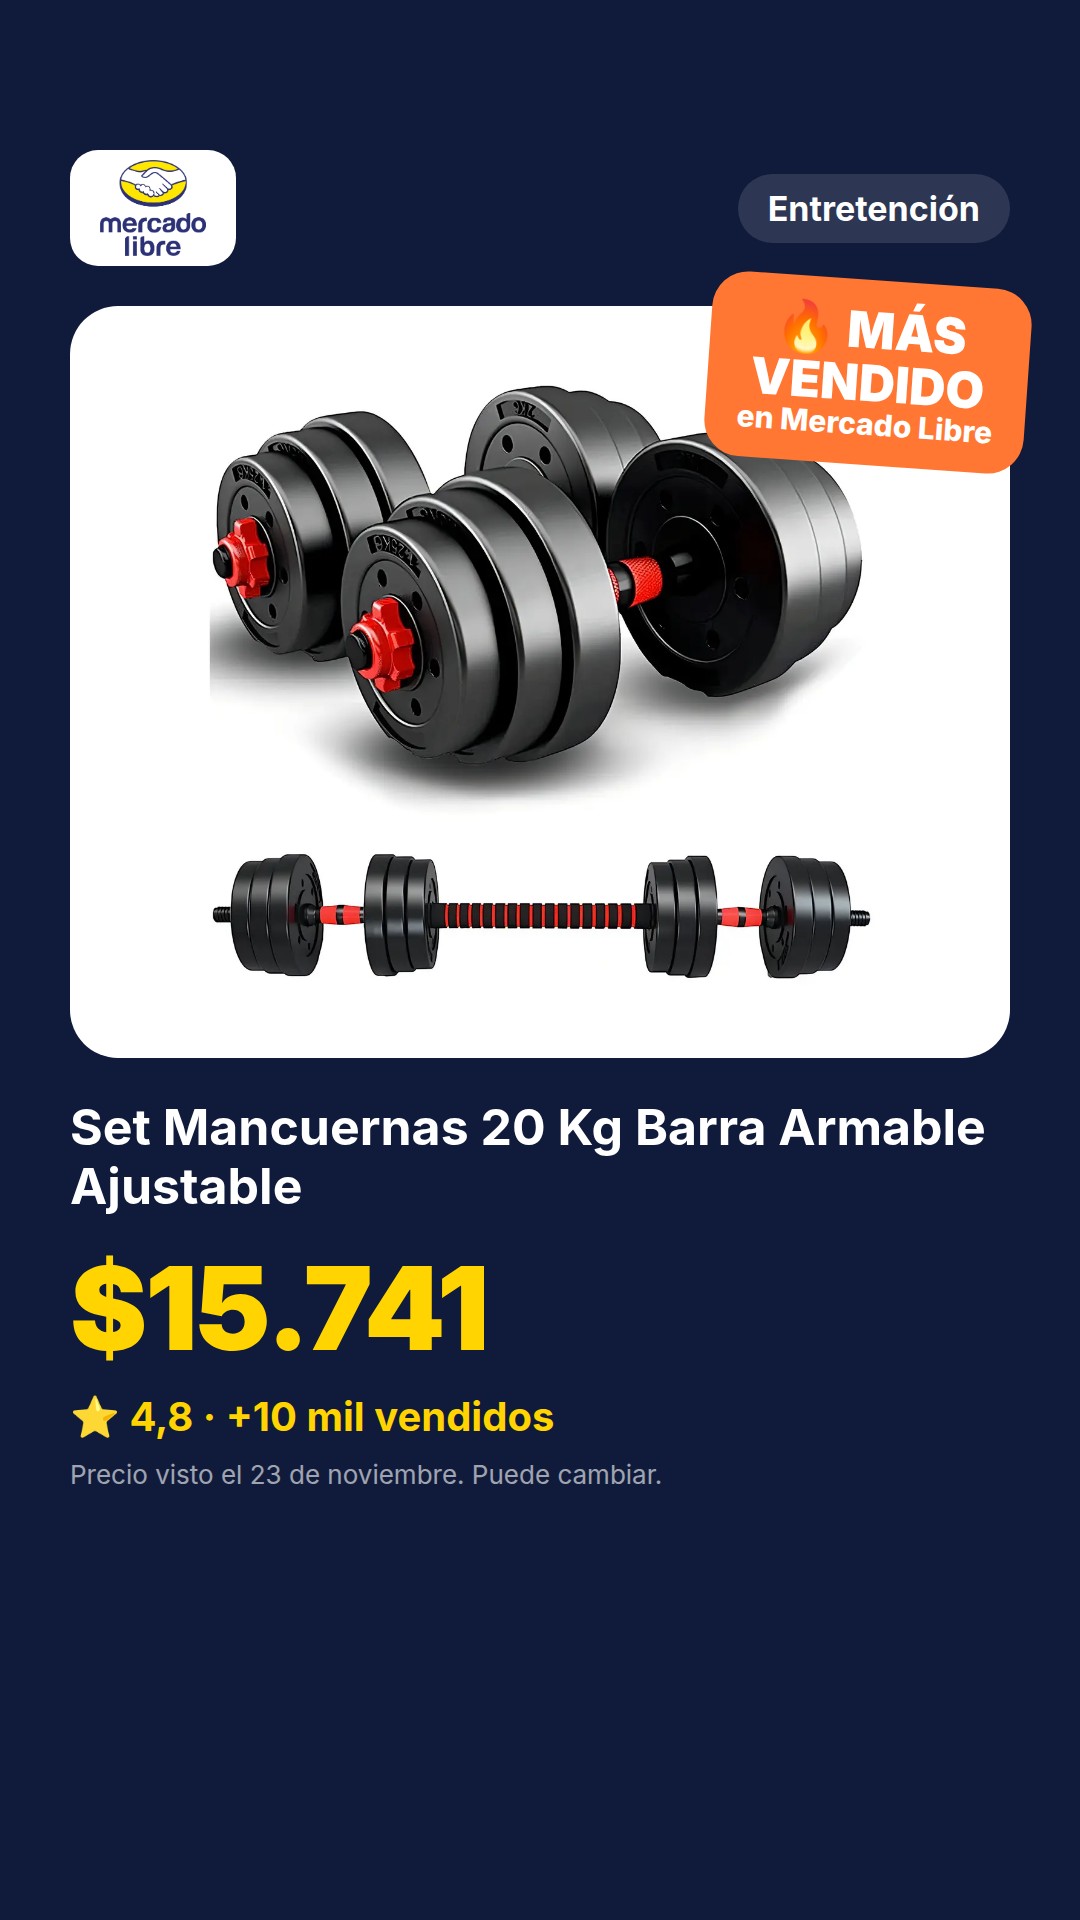 mercado
libre
Entretención
🔥 MÁS
VENDIDO
en Mercado Libre
Set Mancuernas 20 Kg Barra Armable
Ajustable
$15.741
⭐ 4,8 · +10 mil vendidos
Precio visto el 23 de noviembre. Puede cambiar.